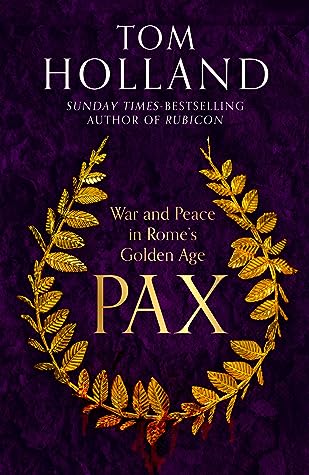 TOM
HOLLAND
SUNDAY TIMES-BESTSELLING
AUTHOR OF RUBICON
War and Peace
in Rome's
Golden Age
PAX